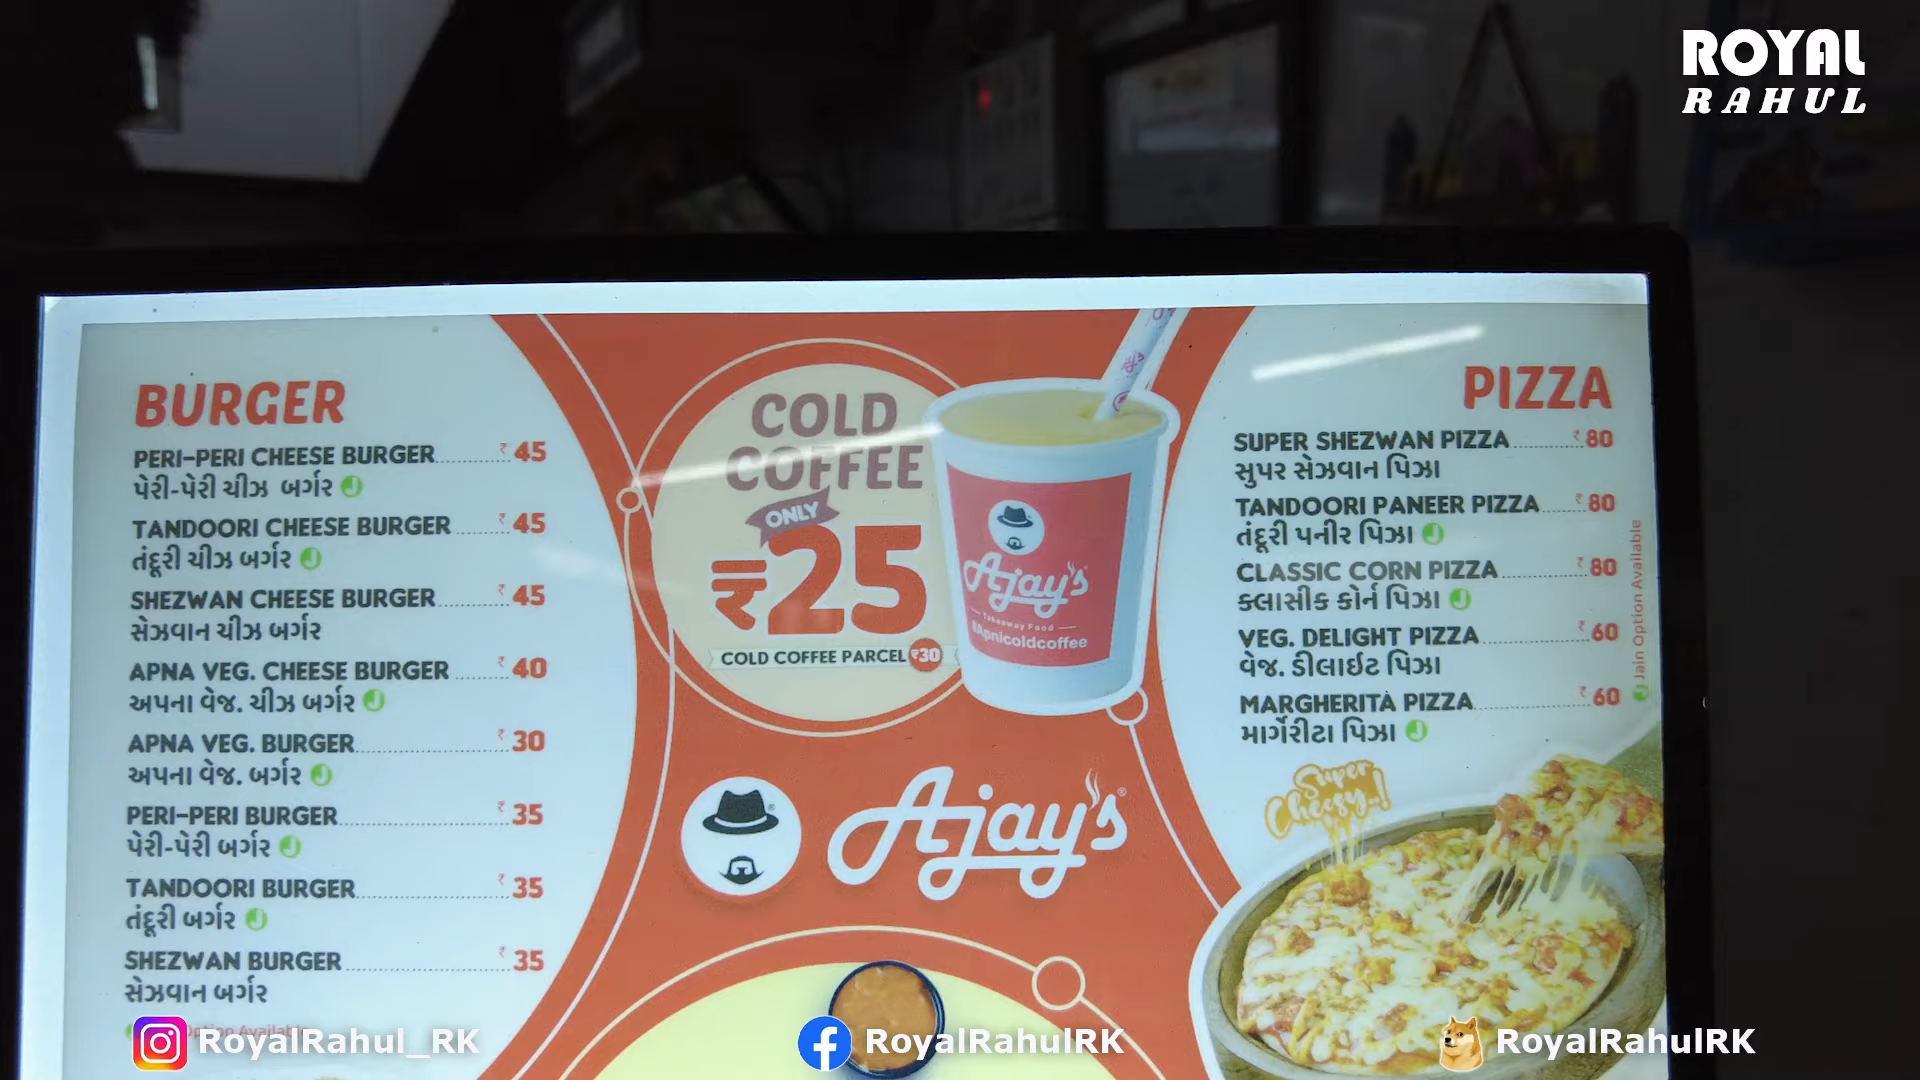 ROYAL
RAHUL
BURGER
PERI-PERI CHEESE BURGER ₹ 45
પેરી-પેરી ચીઝ બર્ગર
TANDOORI CHEESE BURGER ₹ 45
તંદૂરી ચીઝ બર્ગર
SHEZWAN CHEESE BURGER ₹ 45
સેઝવાન ચીઝ બર્ગર
APNA VEG. CHEESE BURGER ₹ 40
અપના વેજ. ચીઝ બર્ગર
APNA VEG. BURGER ₹ 30
અપના વેજ. બર્ગર
PERI-PERI BURGER ₹ 35
પેરી-પેરી બર્ગર
TANDOORI BURGER ₹ 35
તંદૂરી બર્ગર
SHEZWAN BURGER ₹ 35
સેઝવાન બર્ગર
COLD
COFFEE
ONLY
₹25
COLD COFFEE PARCEL ₹30
Ajay's
Takeaway Food
#Apnicoldcoffee
Ajay's
PIZZA
SUPER SHEZWAN PIZZA ₹ 80
સુપર સેઝવાન પિઝા
TANDOORI PANEER PIZZA ₹ 80
તંદૂરી પનીર પિઝા
CLASSIC CORN PIZZA ₹ 80
ક્લાસીક કોર્ન પિઝા
VEG. DELIGHT PIZZA ₹ 60
વેજ. ડીલાઈટ પિઝા
MARGHERITA PIZZA ₹ 60
માર્ગેરીટા પિઝા
J Jain Option Available
Super
Cheesy..!
Option Available
RoyalRahul_RK
RoyalRahulRK
RoyalRahulRK